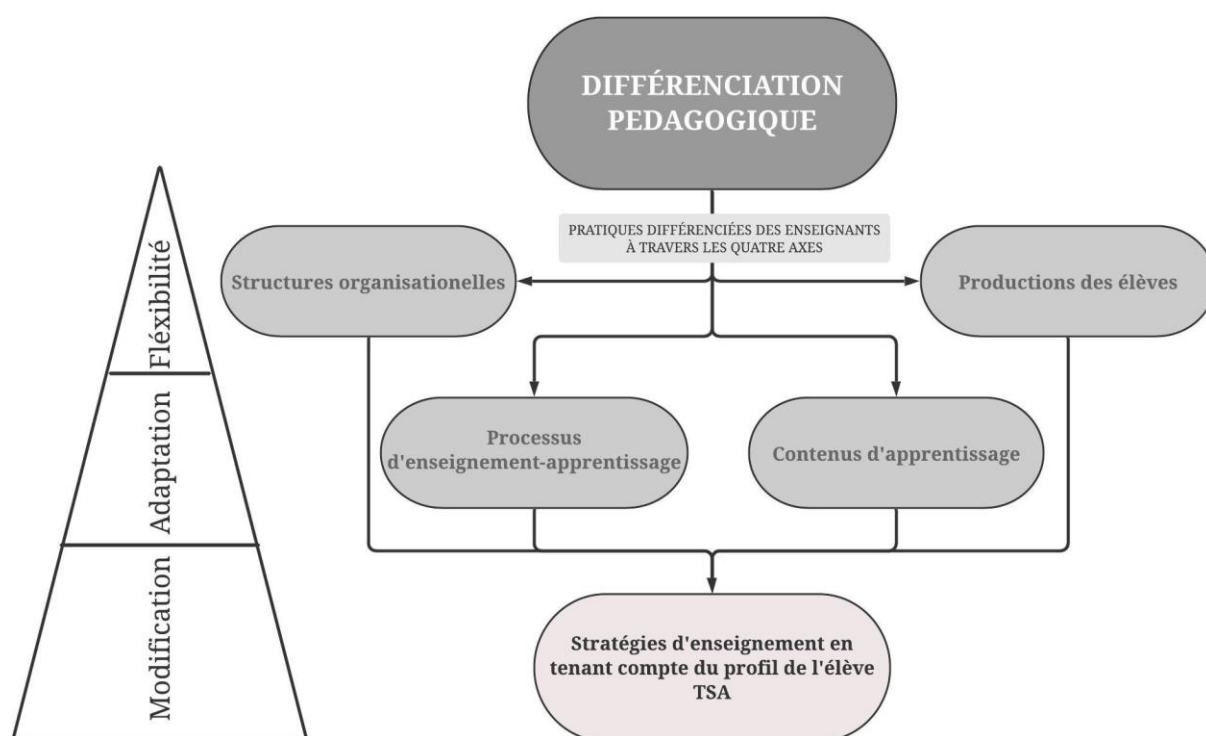 DIFFÉRENCIATION
PEDAGOGIQUE
PRATIQUES DIFFÉRENCIÉES DES ENSEIGNANTS
À TRAVERS LES QUATRE AXES
Structures organisationelles
Productions des élèves
Processus
d'enseignement-apprentissage
Contenus d'apprentissage
Stratégies d'enseignement en
tenant compte du profil de l'élève
TSA
Fléxibilité
Adaptation
Modification